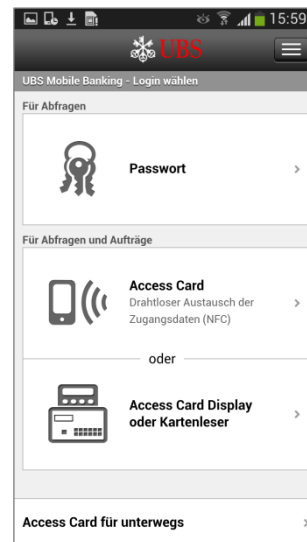 15:59
UBS
UBS Mobile Banking - Login wählen
Für Abfragen
Passwort
Für Abfragen und Aufträge
Access Card
Drahtloser Austausch der
Zugangsdaten (NFC)
oder
Access Card Display
oder Kartenleser
Access Card für unterwegs